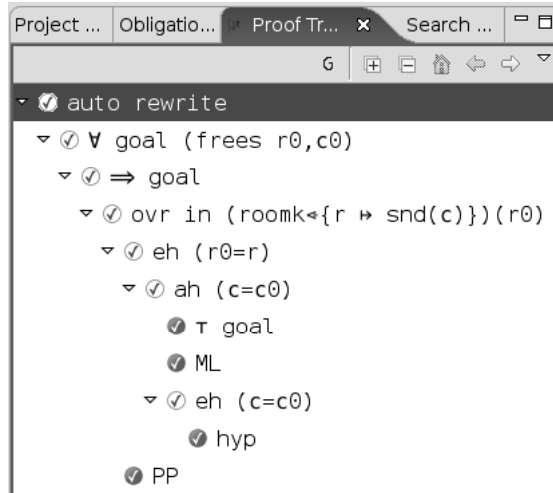 Project ... Obligatio... Proof Tr... Search ...
G
auto rewrite
∀ goal (frees r0,c0)
⇒ goal
ovr in (roomk⩤{r ↦ snd(c)})(r0)
eh (r0=r)
ah (c=c0)
⊤ goal
ML
eh (c=c0)
hyp
PP